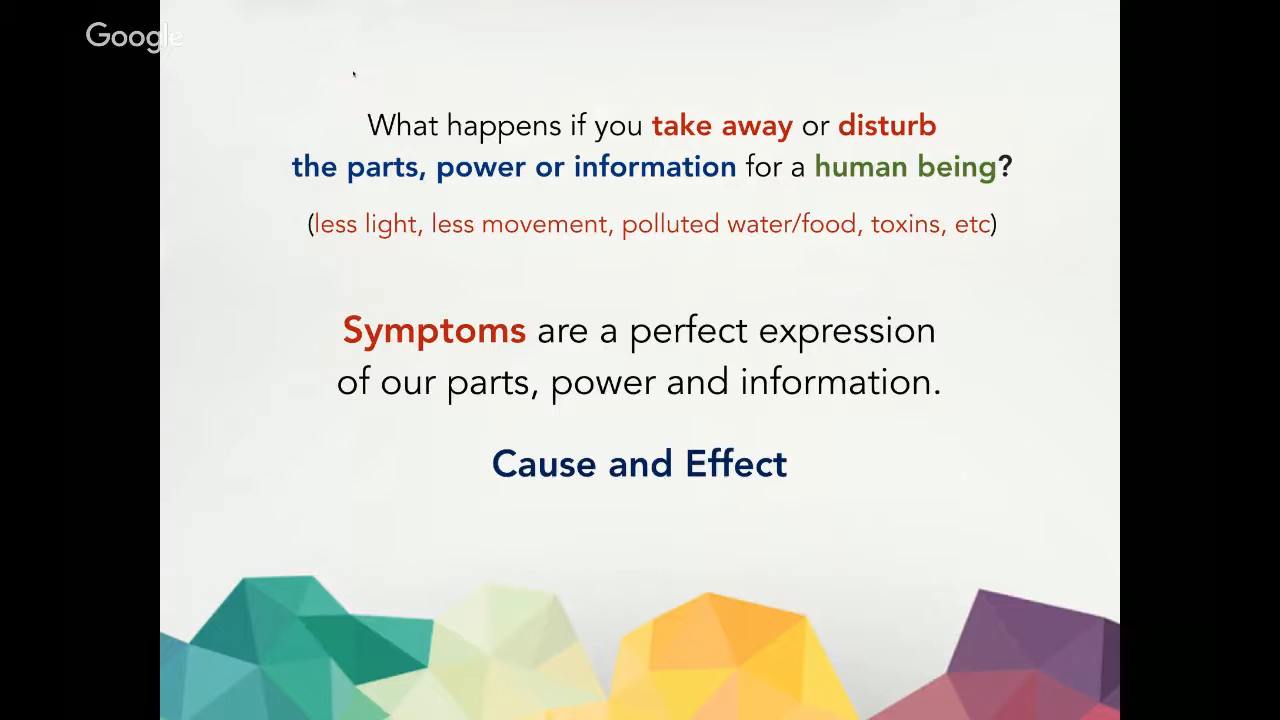 Google
What happens if you take away or disturb
the parts, power or information for a human being?
(less light, less movement, polluted water/food, toxins, etc)
Symptoms are a perfect expression
of our parts, power and information.
Cause and Effect